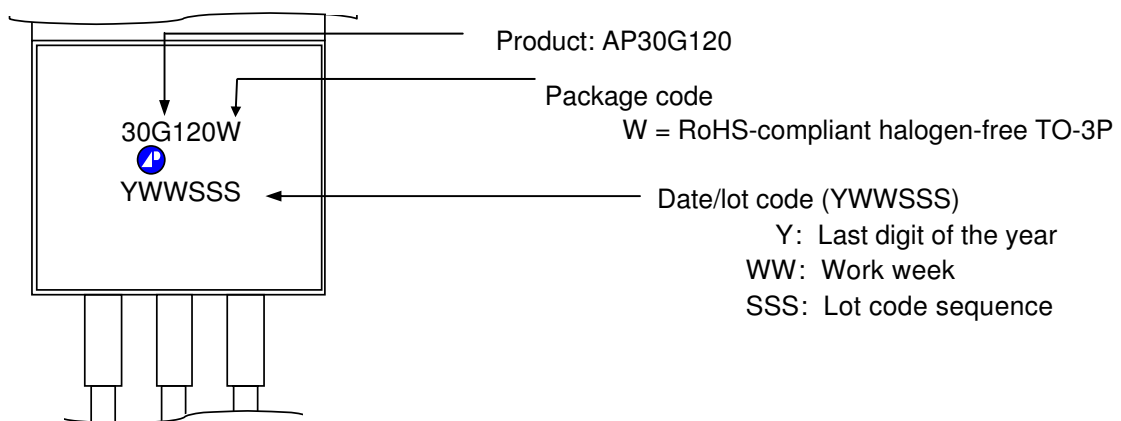 Product: AP30G120
Package code
W = RoHS-compliant halogen-free TO-3P
30G120W
AP
YWWSSS
Date/lot code (YWWSSS)
Y: Last digit of the year
WW: Work week
SSS: Lot code sequence